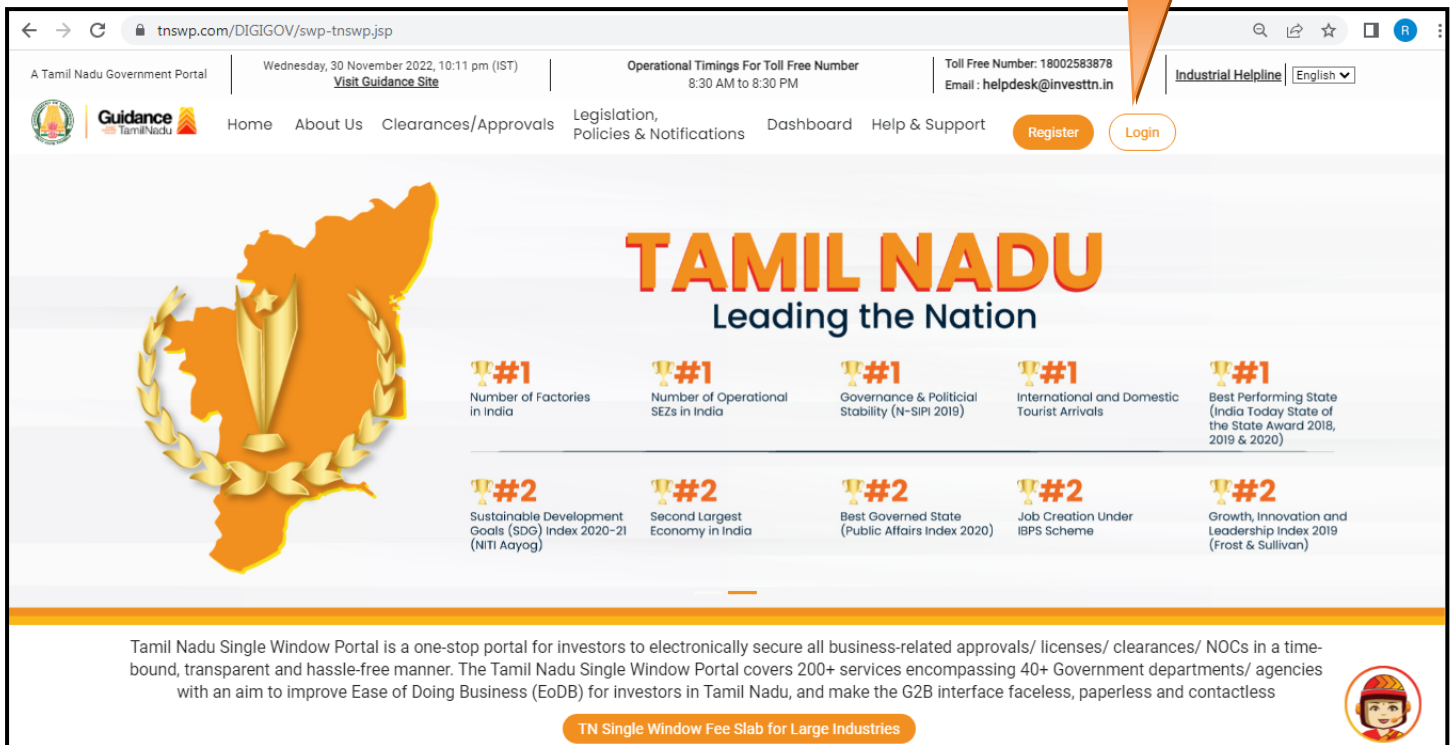 tnswp.com/DIGIGOV/swp-tnswp.jsp
R
A Tamil Nadu Government Portal
Wednesday, 30 November 2022, 10:11 pm (IST)
Visit Guidance Site
Operational Timings For Toll Free Number
8:30 AM to 8:30 PM
Toll Free Number: 18002583878
Email : helpdesk@investtn.in
Industrial Helpline
English
Guidance
TamilNadu
Home
About Us
Clearances/Approvals
Legislation,
Policies & Notifications
Dashboard
Help & Support
Register
Login
TAMIL NADU
Leading the Nation
#1
Number of Factories
in India
#1
Number of Operational
SEZs in India
#1
Governance & Politicial
Stability (N-SIPI 2019)
#1
International and Domestic
Tourist Arrivals
#1
Best Performing State
(India Today State of
the State Award 2018,
2019 & 2020)
#2
Sustainable Development
Goals (SDG) Index 2020-21
(NITI Aayog)
#2
Second Largest
Economy in India
#2
Best Governed State
(Public Affairs Index 2020)
#2
Job Creation Under
IBPS Scheme
#2
Growth, Innovation and
Leadership Index 2019
(Frost & Sullivan)
Tamil Nadu Single Window Portal is a one-stop portal for investors to electronically secure all business-related approvals/ licenses/ clearances/ NOCs in a time-
bound, transparent and hassle-free manner. The Tamil Nadu Single Window Portal covers 200+ services encompassing 40+ Government departments/ agencies
with an aim to improve Ease of Doing Business (EoDB) for investors in Tamil Nadu, and make the G2B interface faceless, paperless and contactless
TN Single Window Fee Slab for Large Industries